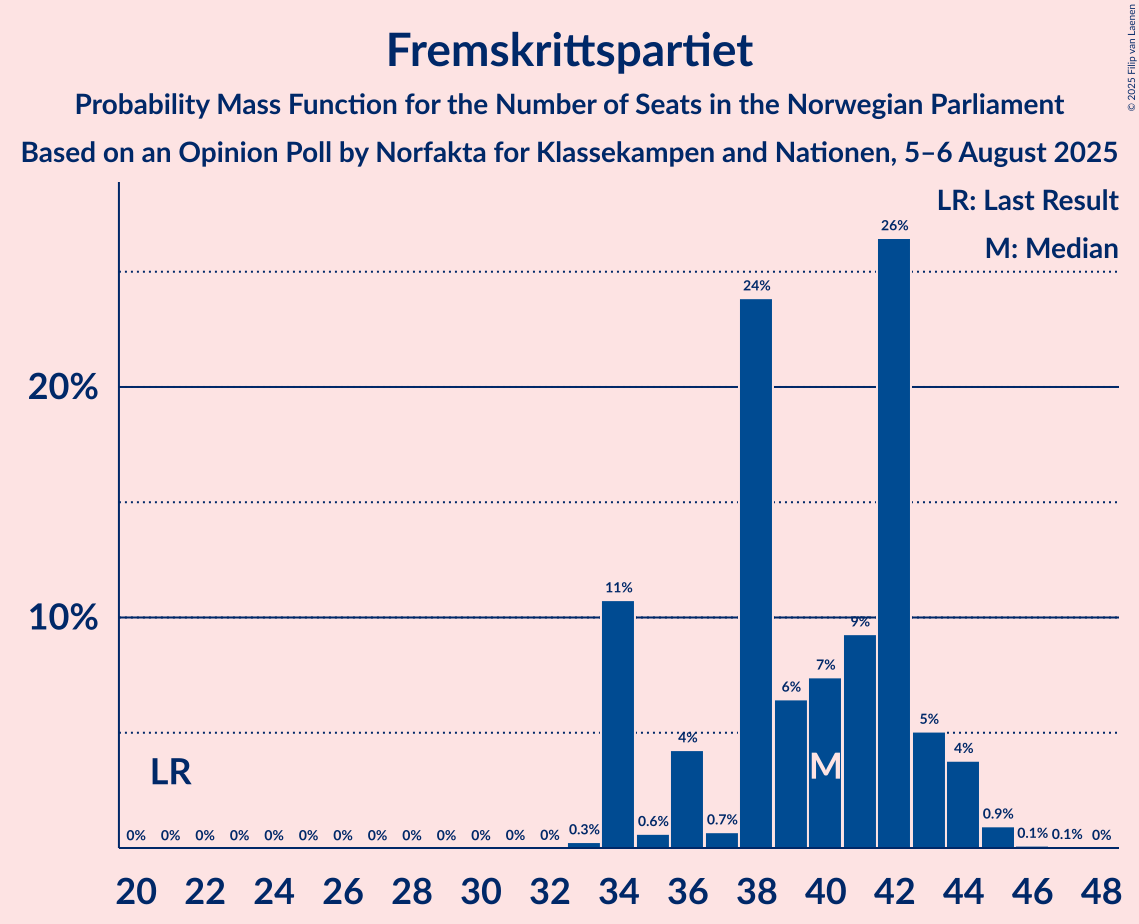 Fremskrittspartiet
Probability Mass Function for the Number of Seats in the Norwegian Parliament
Based on an Opinion Poll by Norfakta for Klassekampen and Nationen, 5–6 August 2025
© 2025 Filip van Laenen
LR: Last Result
M: Median
20%
10%
LR
M
0% 0% 0% 0% 0% 0% 0% 0% 0% 0% 0% 0% 0% 0.3% 11% 0.6% 4% 0.7% 24% 6% 7% 9% 26% 5% 4% 0.9% 0.1% 0.1% 0%
20 22 24 26 28 30 32 34 36 38 40 42 44 46 48